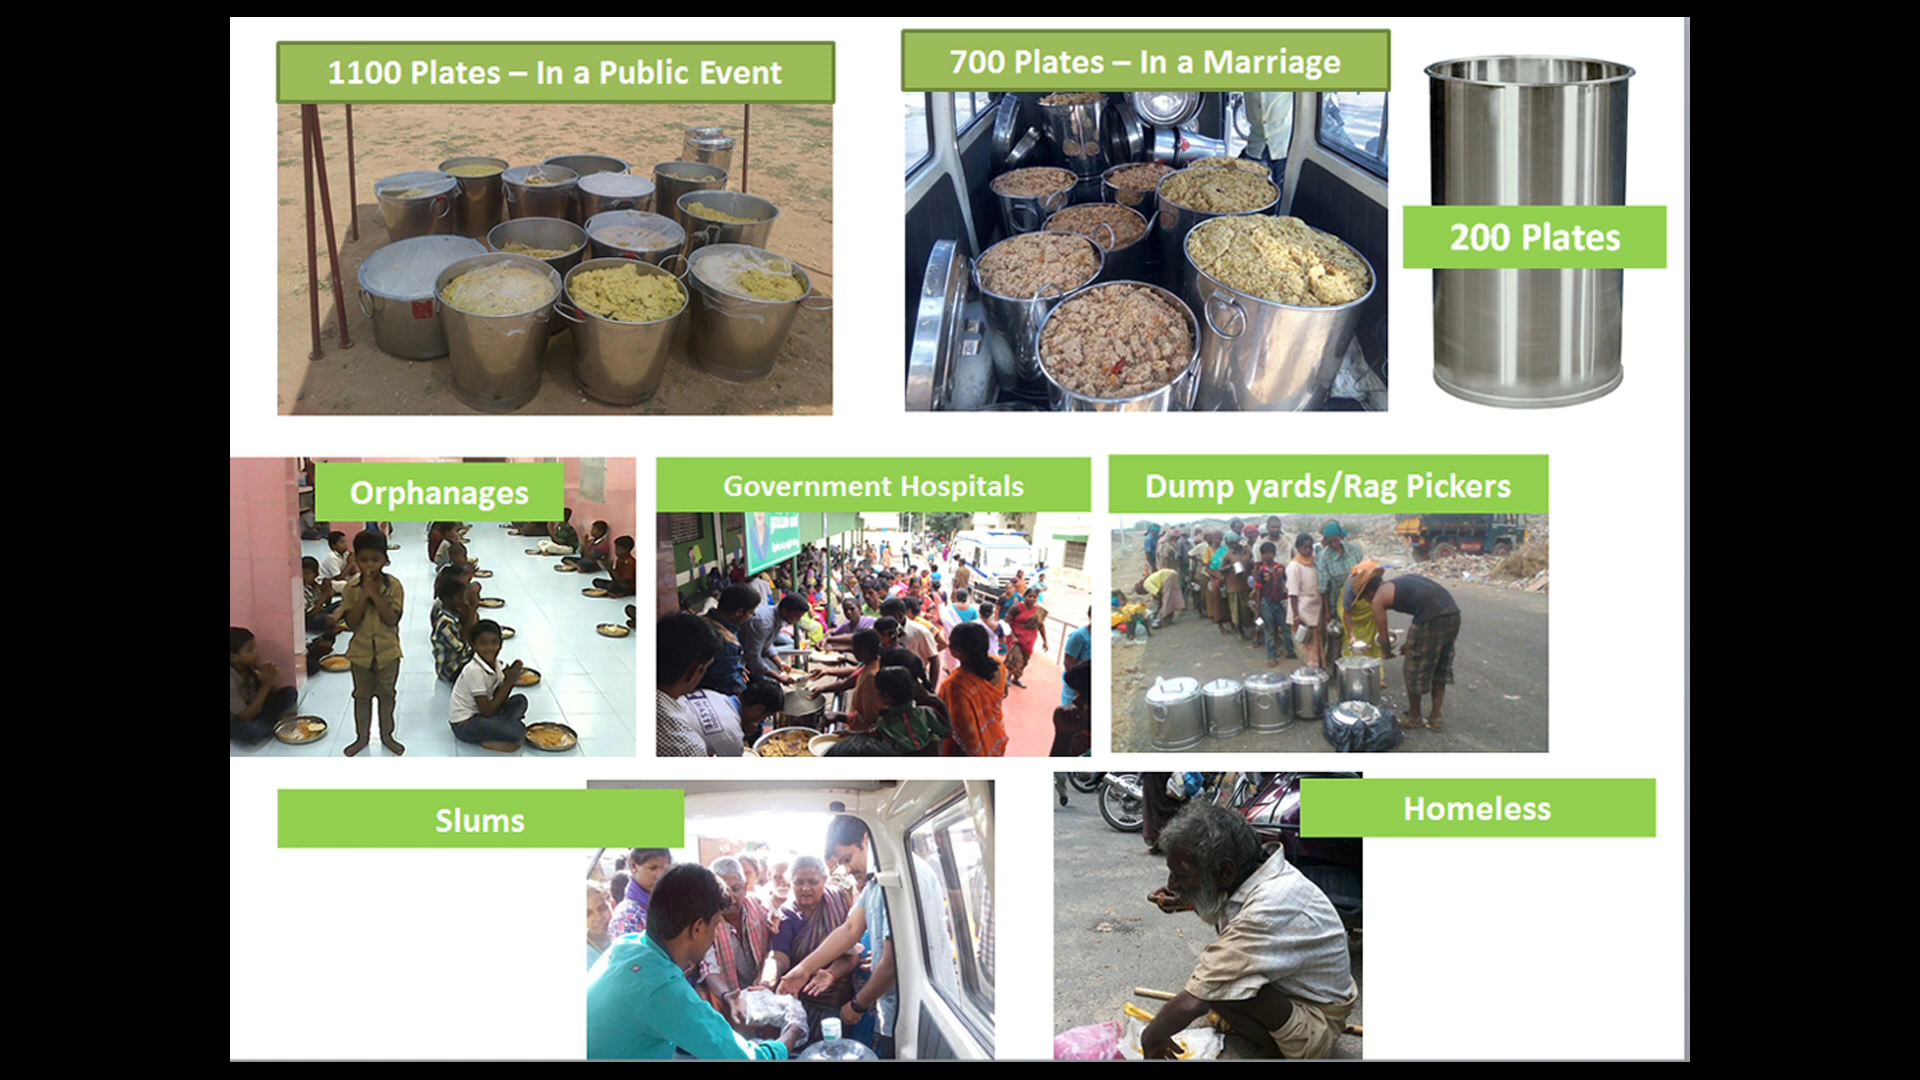 1100 Plates – In a Public Event
700 Plates – In a Marriage
200 Plates
Orphanages
Government Hospitals
Dump yards/Rag Pickers
Slums
Homeless